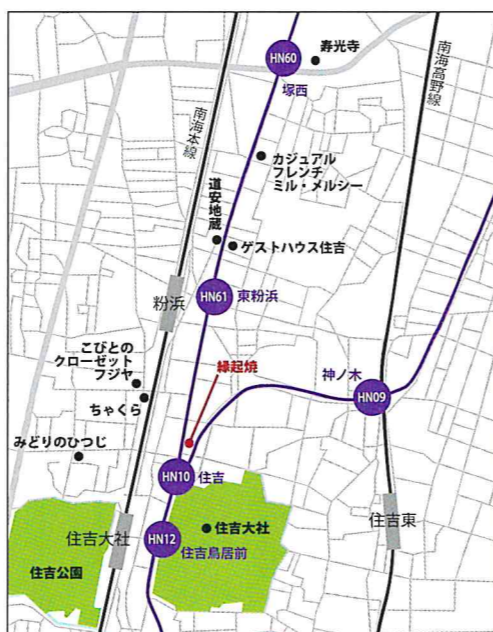 HN60
寿光寺
塚西
南海本線
南海高野線
カジュアル
フレンチ
ミル・メルシー
道安地蔵
ゲストハウス住吉
HN61
東粉浜
粉浜
こびとの
クローゼット
フジヤ
縁起焼
神ノ木
HN09
ちゃくら
みどりのひつじ
HN10
住吉
住吉大社
住吉大社
HN12
住吉鳥居前
住吉東
住吉公園